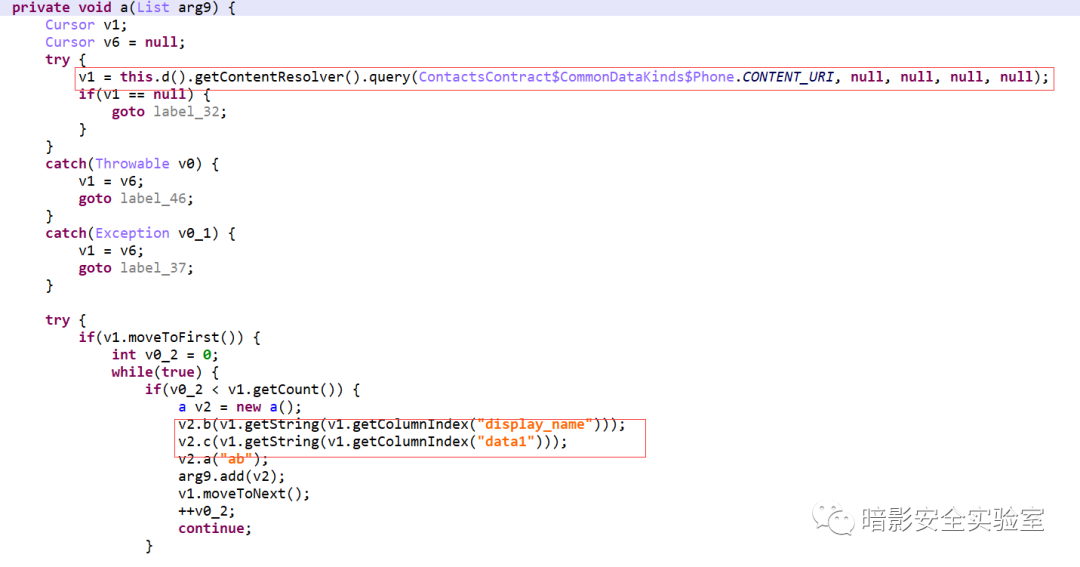 private void a(List arg9) {
    Cursor v1;
    Cursor v6 = null;
    try {
        v1 = this.d().getContentResolver().query(ContactsContract$CommonDataKinds$Phone.CONTENT_URI, null, null, null, null);
        if(v1 == null) {
            goto label_32;
        }
    }
    catch(Throwable v0) {
        v1 = v6;
        goto label_46;
    }
    catch(Exception v0_1) {
        v1 = v6;
        goto label_37;
    }

    try {
        if(v1.moveToFirst()) {
            int v0_2 = 0;
            while(true) {
                if(v0_2 < v1.getCount()) {
                    a v2 = new a();
                    v2.b(v1.getString(v1.getColumnIndex("display_name")));
                    v2.c(v1.getString(v1.getColumnIndex("data1")));
                    v2.a("ab");
                    arg9.add(v2);
                    v1.moveToNext();
                    ++v0_2;
                    continue;
                }
暗影安全实验室